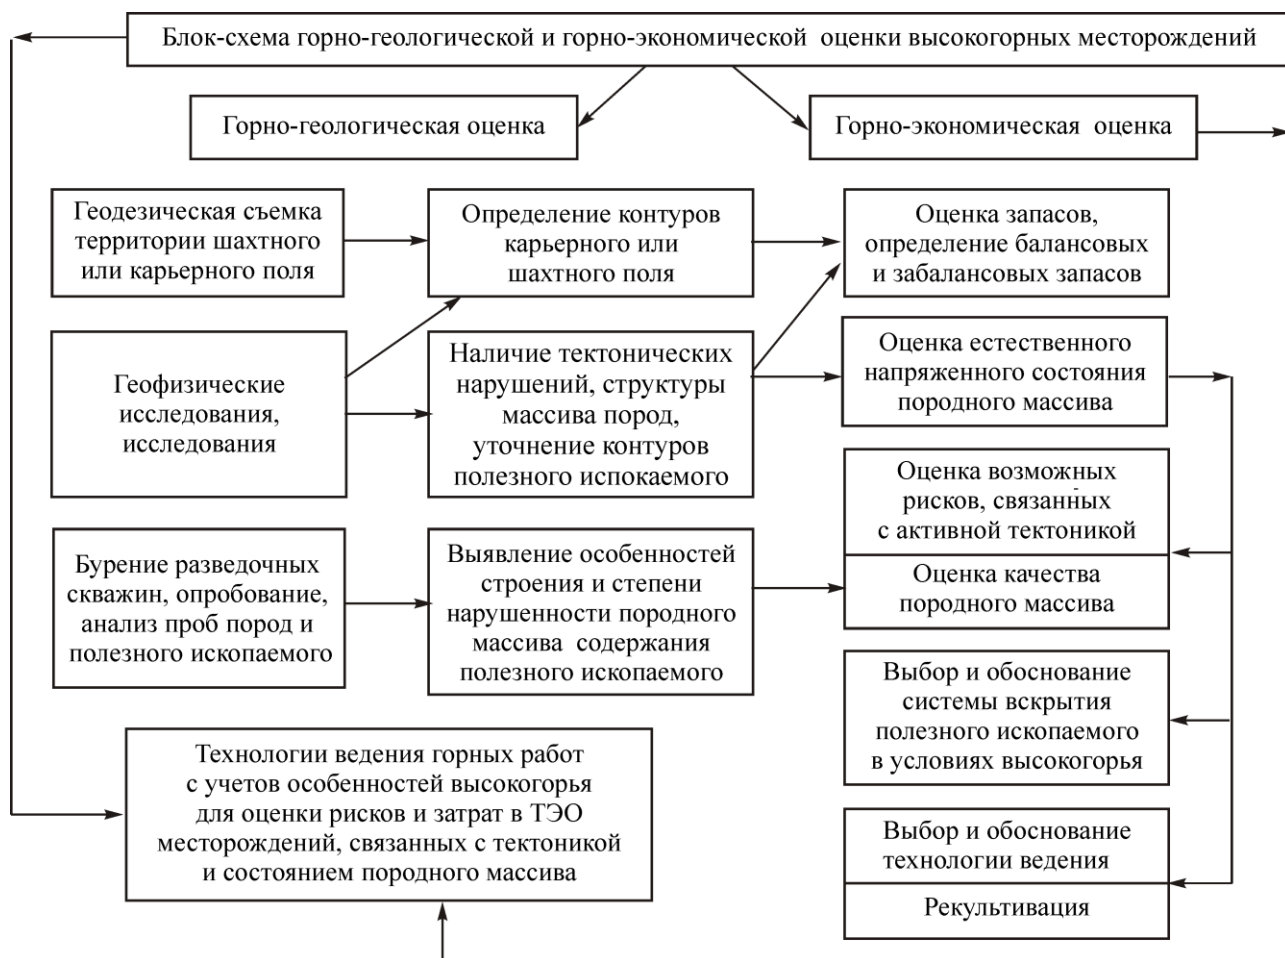 Блок-схема горно-геологической и горно-экономической оценки высокогорных месторождений
Горно-геологическая оценка
Горно-экономическая оценка
Геодезическая съемка
территории шахтного
или карьерного поля
Определение контуров
карьерного или
шахтного поля
Оценка запасов,
определение балансовых
и забалансовых запасов
Геофизические
исследования,
исследования
Наличие тектонических
нарушений, структуры
массива пород,
уточнение контуров
полезного испокаемого
Оценка естественного
напряженного состояния
породного массива
Оценка возможных
рисков, связанных
с активной тектоникой
Оценка качества
породного массива
Бурение разведочных
скважин, опробование,
анализ проб пород и
полезного ископаемого
Выявление особенностей
строения и степени
нарушенности породного
массива содержания
полезного ископаемого
Выбор и обоснование
системы вскрытия
полезного ископаемого
в условиях высокогорья
Технологии ведения горных работ
с учетов особенностей высокогорья
для оценки рисков и затрат в ТЭО
месторождений, связанных с тектоникой
и состоянием породного массива
Выбор и обоснование
технологии ведения
Рекультивация